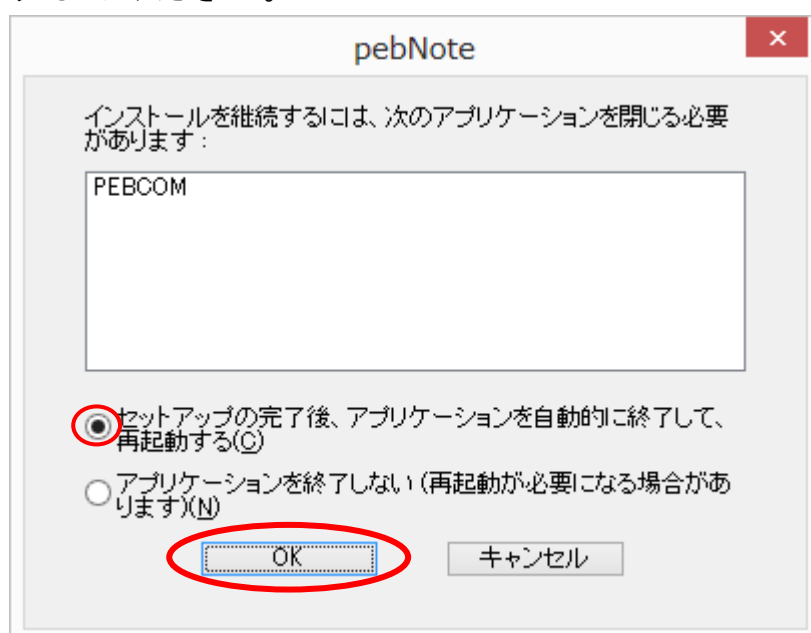 pebNote
インストールを継続するには、次のアプリケーションを閉じる必要
があります:
PEBCOM
セットアップの完了後、アプリケーションを自動的に終了して、
再起動する(C)
アプリケーションを終了しない (再起動が必要になる場合があ
ります)(N)
OK キャンセル